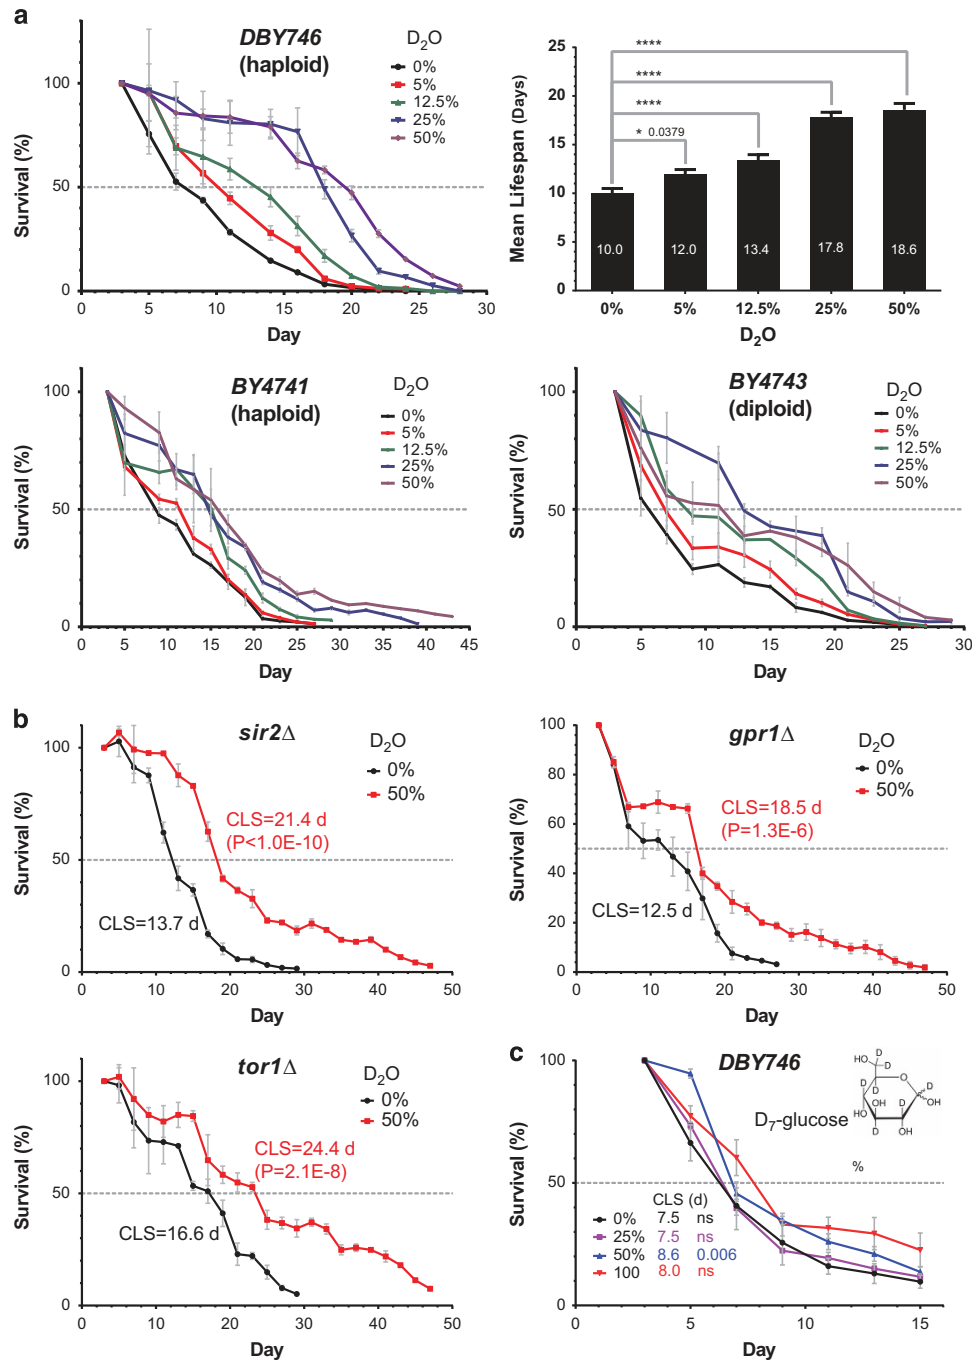 a
DBY746
(haploid)
D2O
0%
5%
12.5%
25%
50%
Survival (%)
100
50
0
0 5 10 15 20 25 30
Day
Mean Lifespan (Days)
25
20
15
10
5
0
****
****
****
* 0.0379
10.0 12.0 13.4 17.8 18.6
0% 5% 12.5% 25% 50%
D2O
BY4741
(haploid)
D2O
0%
5%
12.5%
25%
50%
Survival (%)
100
50
0
0 5 10 15 20 25 30 35 40 45
Day
BY4743
(diploid)
D2O
0%
5%
12.5%
25%
50%
Survival (%)
100
50
0
0 5 10 15 20 25 30
Day
b
sir2Δ
D2O
0%
50%
CLS=21.4 d
(P<1.0E-10)
CLS=13.7 d
Survival (%)
100
50
0
0 10 20 30 40 50
Day
gpr1Δ
D2O
0%
50%
CLS=18.5 d
(P=1.3E-6)
CLS=12.5 d
Survival (%)
100
80
60
40
20
0
0 10 20 30 40 50
Day
tor1Δ
D2O
0%
50%
CLS=24.4 d
(P=2.1E-8)
CLS=16.6 d
Survival (%)
100
50
0
0 10 20 30 40 50
Day
c
DBY746
D7-glucose
D
HO
D
D
O
D
D
D
HO
HO
D
OH
D
OH
%
CLS (d)
0% 7.5 ns
25% 7.5 ns
50% 8.6 0.006
100 8.0 ns
Survival (%)
100
50
0
0 5 10 15
Day